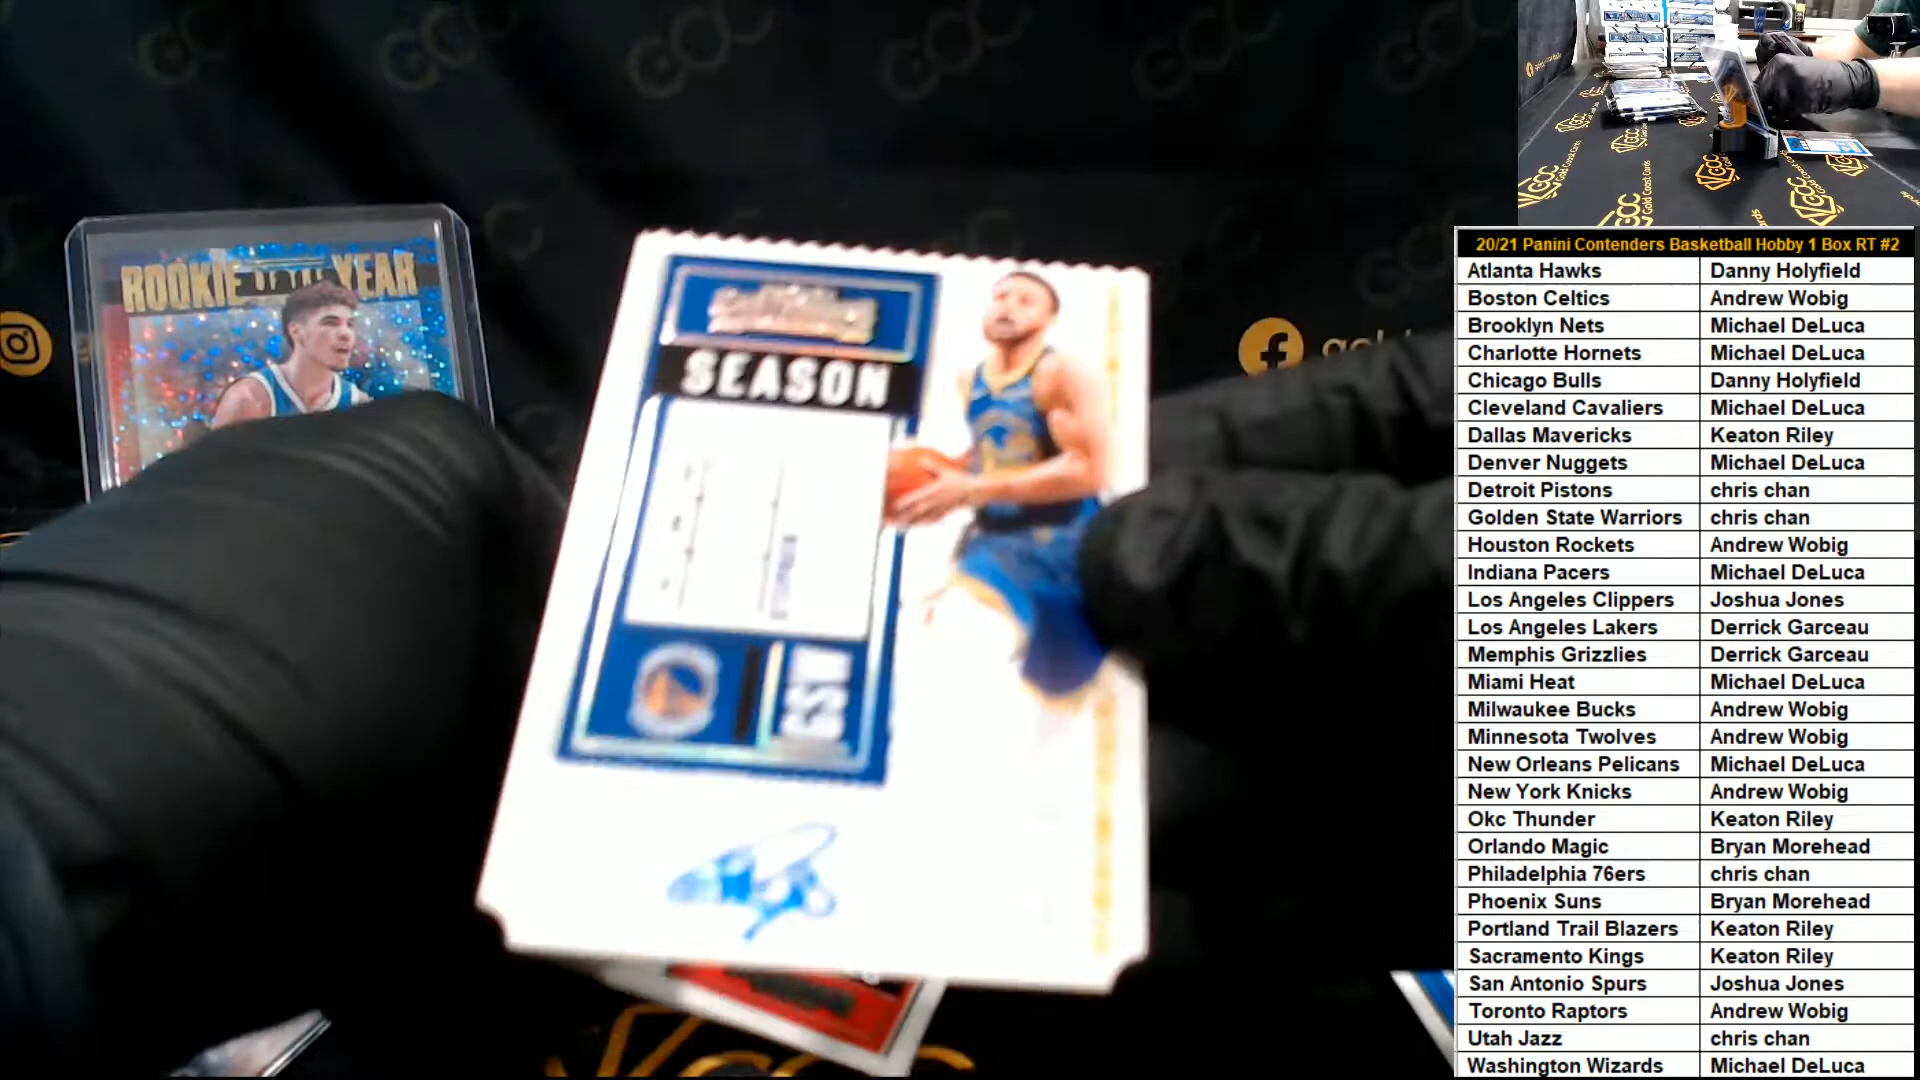 ROOKIE OF THE YEAR
SEASON
GSW
GCC
Gold Coast Cards
20/21 Panini Contenders Basketball Hobby 1 Box RT #2
Atlanta Hawks Danny Holyfield
Boston Celtics Andrew Wobig
Brooklyn Nets Michael DeLuca
Charlotte Hornets Michael DeLuca
Chicago Bulls Danny Holyfield
Cleveland Cavaliers Michael DeLuca
Dallas Mavericks Keaton Riley
Denver Nuggets Michael DeLuca
Detroit Pistons chris chan
Golden State Warriors chris chan
Houston Rockets Andrew Wobig
Indiana Pacers Michael DeLuca
Los Angeles Clippers Joshua Jones
Los Angeles Lakers Derrick Garceau
Memphis Grizzlies Derrick Garceau
Miami Heat Michael DeLuca
Milwaukee Bucks Andrew Wobig
Minnesota Twolves Andrew Wobig
New Orleans Pelicans Michael DeLuca
New York Knicks Andrew Wobig
Okc Thunder Keaton Riley
Orlando Magic Bryan Morehead
Philadelphia 76ers chris chan
Phoenix Suns Bryan Morehead
Portland Trail Blazers Keaton Riley
Sacramento Kings Keaton Riley
San Antonio Spurs Joshua Jones
Toronto Raptors Andrew Wobig
Utah Jazz chris chan
Washington Wizards Michael DeLuca